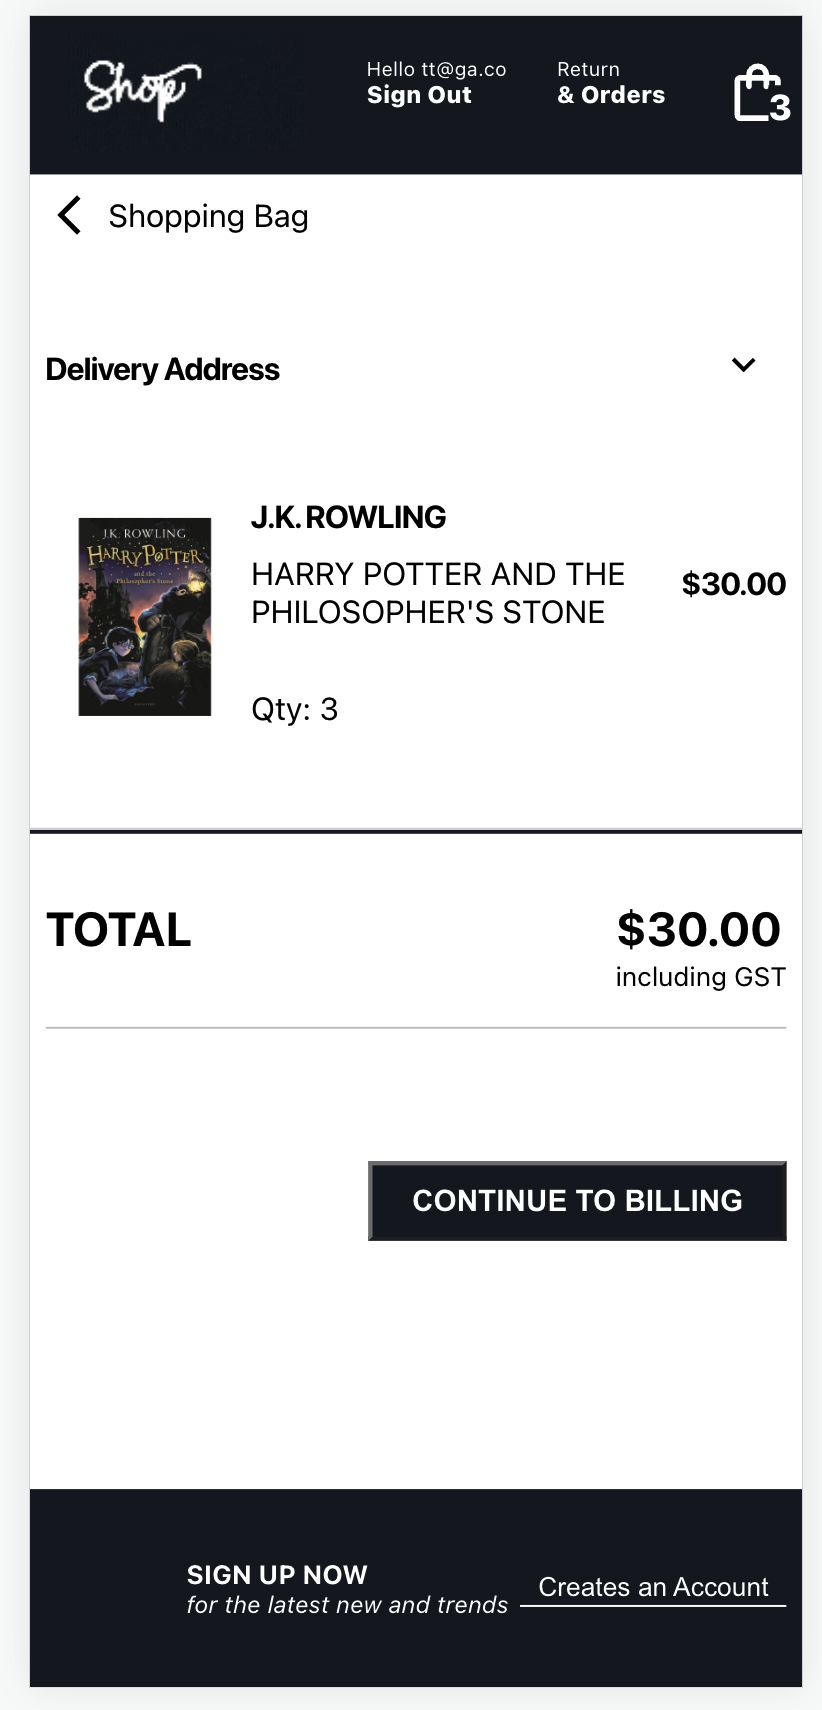 Shop
Hello tt@ga.co
Sign Out
Return
& Orders
3
Shopping Bag
Delivery Address
J.K. ROWLING
HARRY POTTER
and the
Philosopher's Stone
J.K. ROWLING
HARRY POTTER AND THE
PHILOSOPHER'S STONE
$30.00
Qty: 3
TOTAL
$30.00
including GST
CONTINUE TO BILLING
SIGN UP NOW
for the latest new and trends
Creates an Account